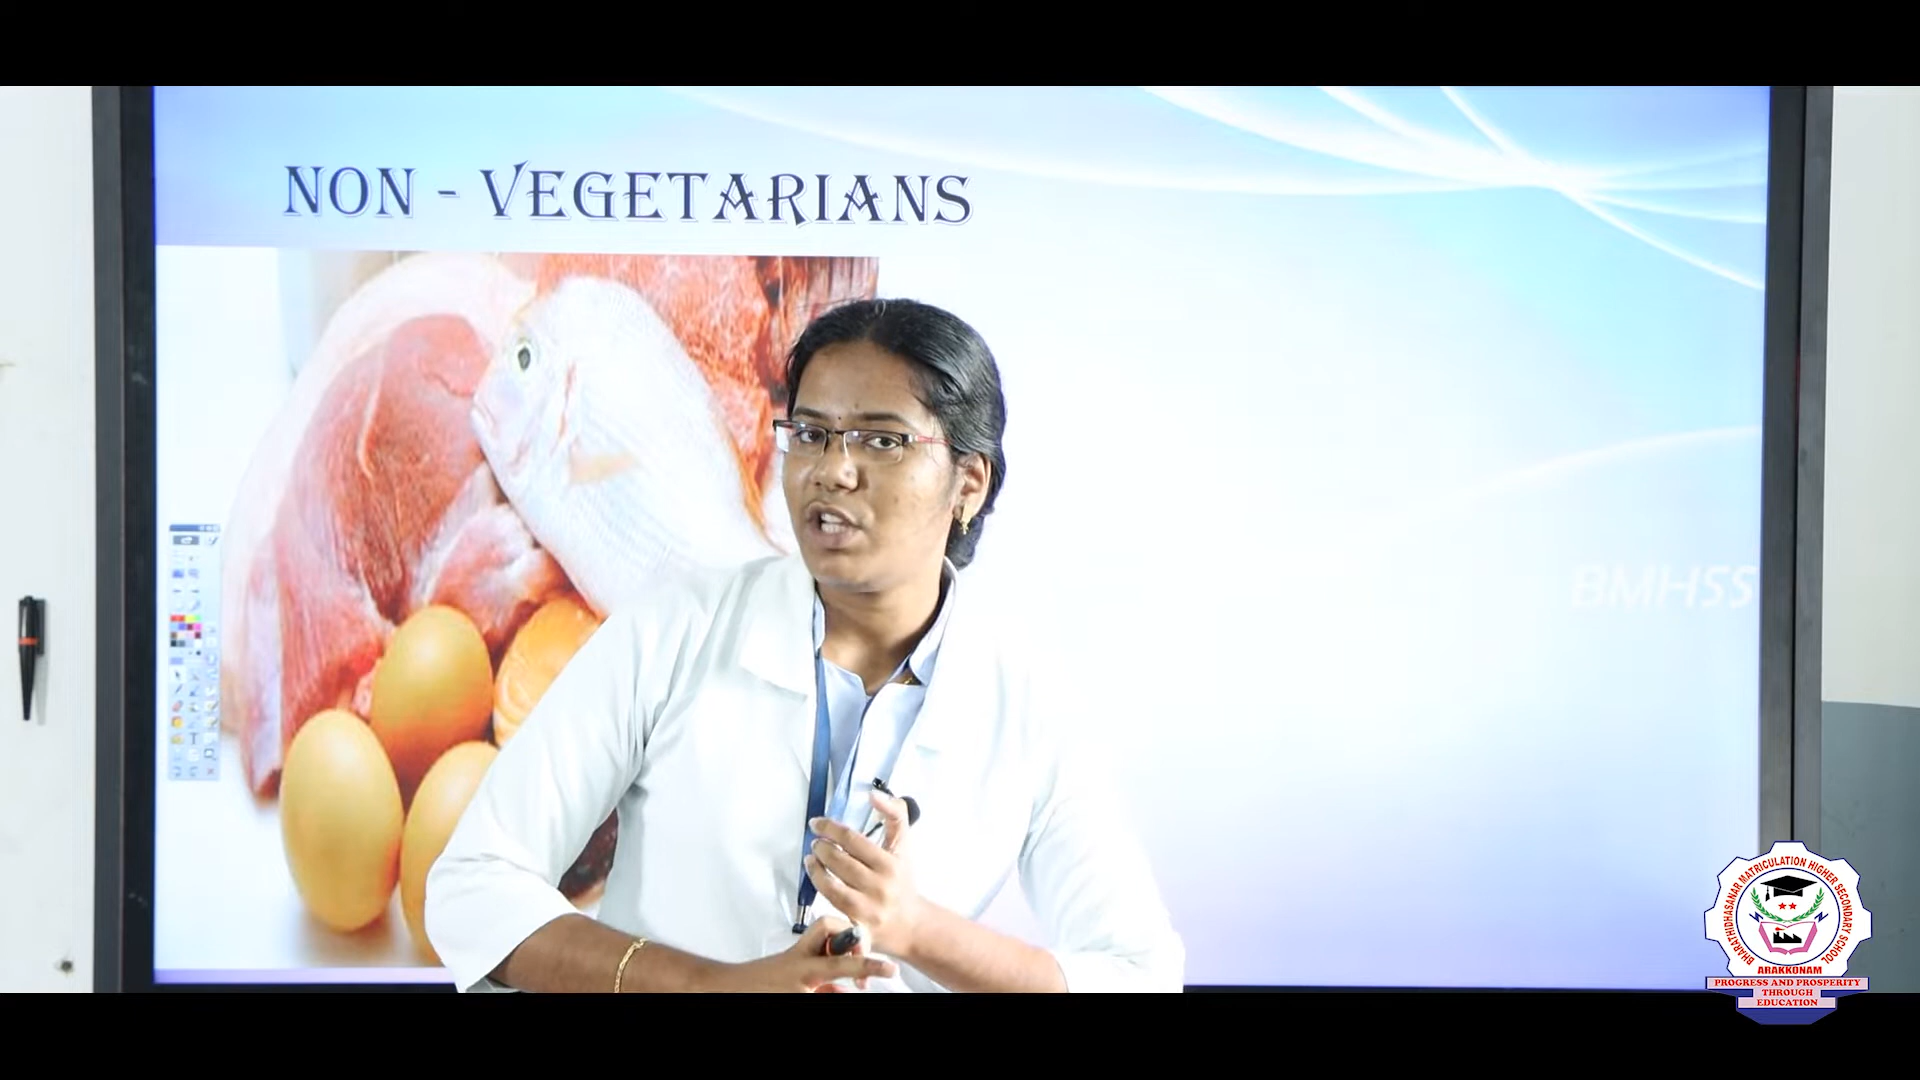 NON - VEGETARIANS
BMHSS
BHARATHIDHASANAR MATRICULATION HIGHER SECONDARY SCHOOL
ARAKKONAM
PROGRESS AND PROSPERITY
THROUGH
EDUCATION